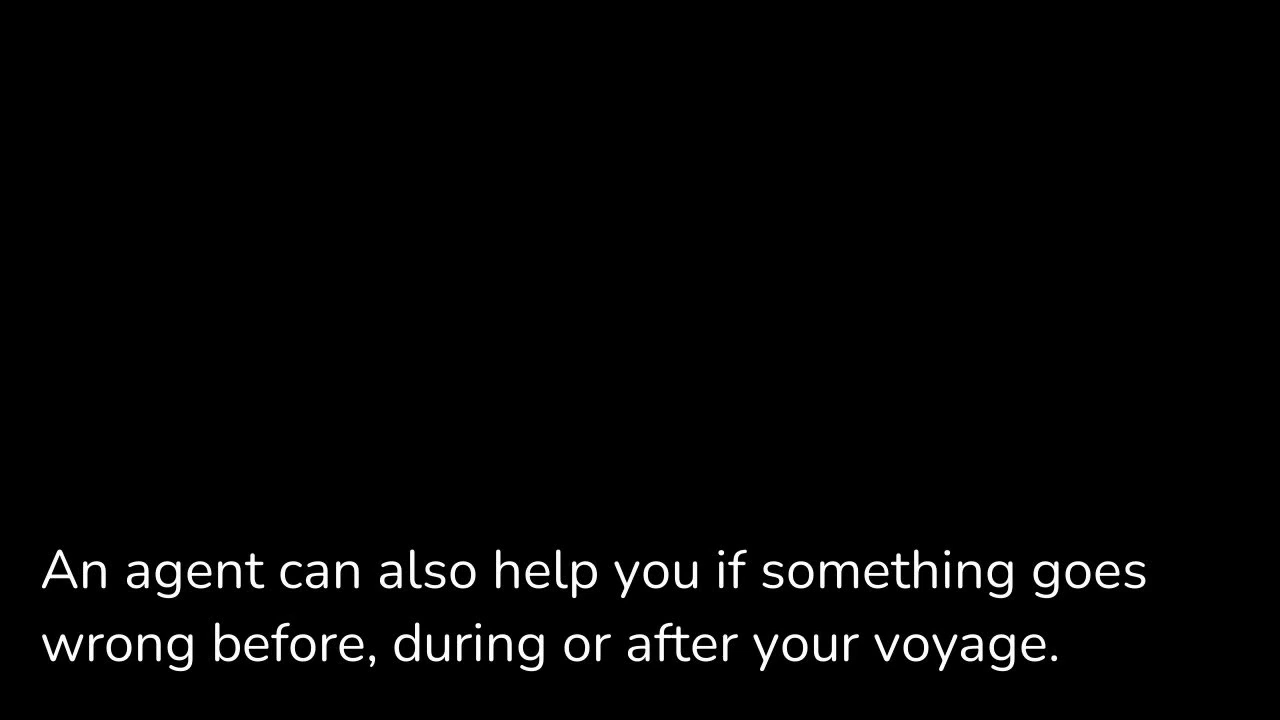 An agent can also help you if something goes
wrong before, during or after your voyage.